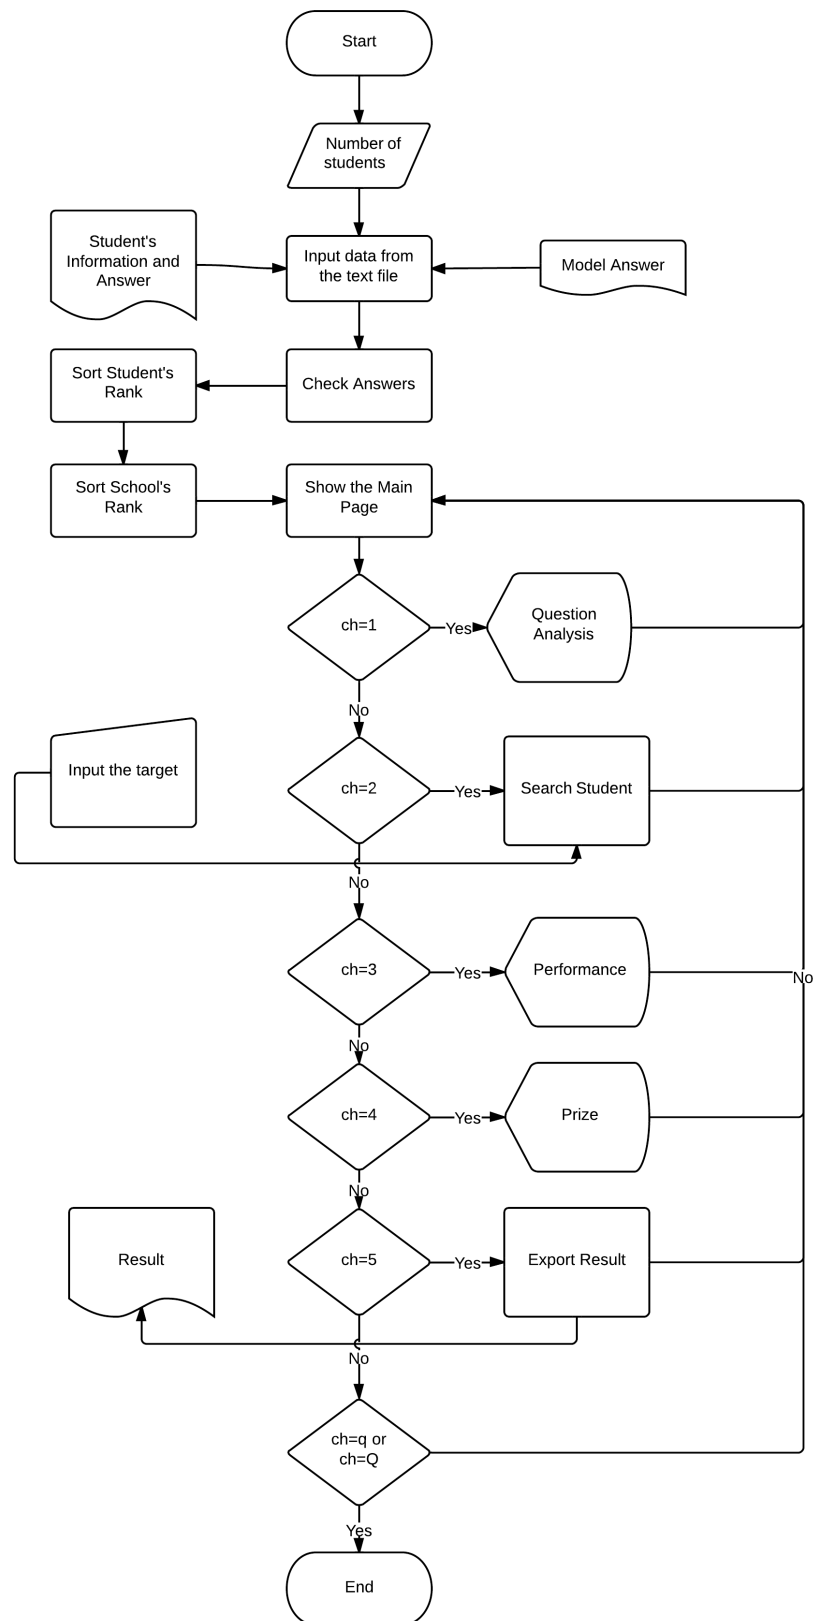 Start
Number of
students
Student's
Information and
Answer
Input data from
the text file
Model Answer
Sort Student's
Rank
Check Answers
Sort School's
Rank
Show the Main
Page
ch=1
Yes
Question
Analysis
No
Input the target
ch=2
Yes
Search Student
No
ch=3
Yes
Performance
No
No
ch=4
Yes
Prize
No
Result
ch=5
Yes
Export Result
No
ch=q or
ch=Q
Yes
End